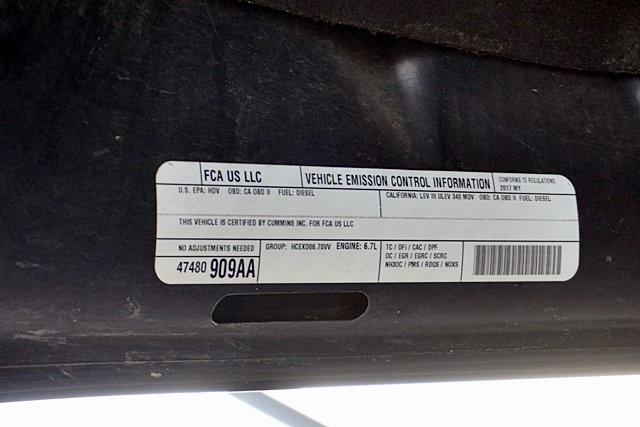 FCA US LLC
VEHICLE EMISSION CONTROL INFORMATION
CONFORMS TO REGULATIONS:
2017 MY
U.S. EPA: HDV OBD: CA OBD II FUEL: DIESEL
CALIFORNIA: LEV III ULEV 340 MDV OBD: CA OBD II FUEL: DIESEL
THIS VEHICLE IS CERTIFIED BY CUMMINS INC. FOR FCA US LLC
NO ADJUSTMENTS NEEDED
47480 909AA
GROUP: HCEXD06.78VV ENGINE: 6.7L
TC / DFI / CAC / DPF
OC / EGR / EGRC / SCRC
NH3OC / PMS / RDQS / NOXS